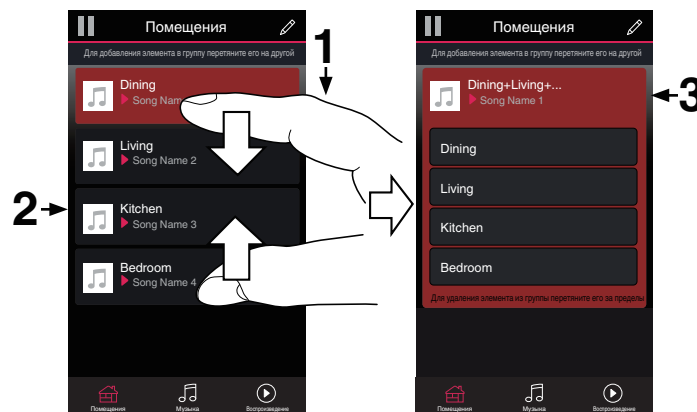 Помещения
Для добавления элемента в группу перетяните его на другой
1
Dining
Song Nam
Living
Song Name 2
2
Kitchen
Song Name 3
Bedroom
Song Name 4
Помещения
Музыка
Воспроизведение
Помещения
Для добавления элемента в группу перетяните его на другой
Dining+Living+...
Song Name 1
3
Dining
Living
Kitchen
Bedroom
Для удаления элемента из группы перетяните его за пределы
Помещения
Музыка
Воспроизведение